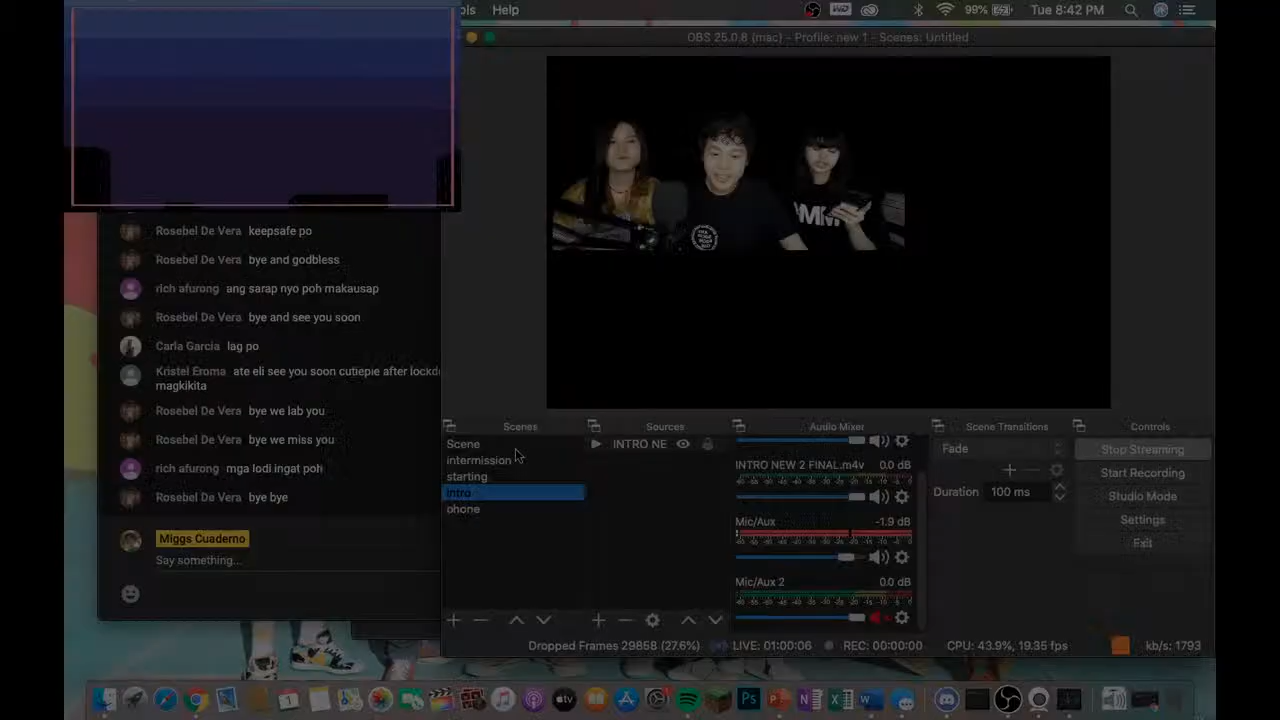 ols Help
99% Tue 8:42 PM
OBS 25.0.8 (mac) - Profile: new 1 - Scenes: Untitled
Rosebel De Vera keepsafe po
Rosebel De Vera bye and godbless
rich afurong ang sarap nyo poh makausap
Rosebel De Vera bye and see you soon
Carla Garcia lag po
Kristel Eroma ate eli see you soon cutiepie after lockd
magkikita
Rosebel De Vera bye we lab you
Rosebel De Vera bye we miss you
rich afurong mga lodi ingat poh
Rosebel De Vera bye bye
Miggs Cuaderno
Say something...
Scenes
Scene
intermission
starting
intro
phone
Sources
INTRO NE
Audio Mixer
INTRO NEW 2 FINAL.m4v 0.0 dB
Mic/Aux -1.9 dB
Mic/Aux 2 0.0 dB
Scene Transitions
Fade
Duration 100 ms
Controls
Stop Streaming
Start Recording
Studio Mode
Settings
Exit
Dropped Frames 29858 (27.6%) LIVE: 01:00:06 REC: 00:00:00 CPU: 43.9%, 19.35 fps kb/s: 1793